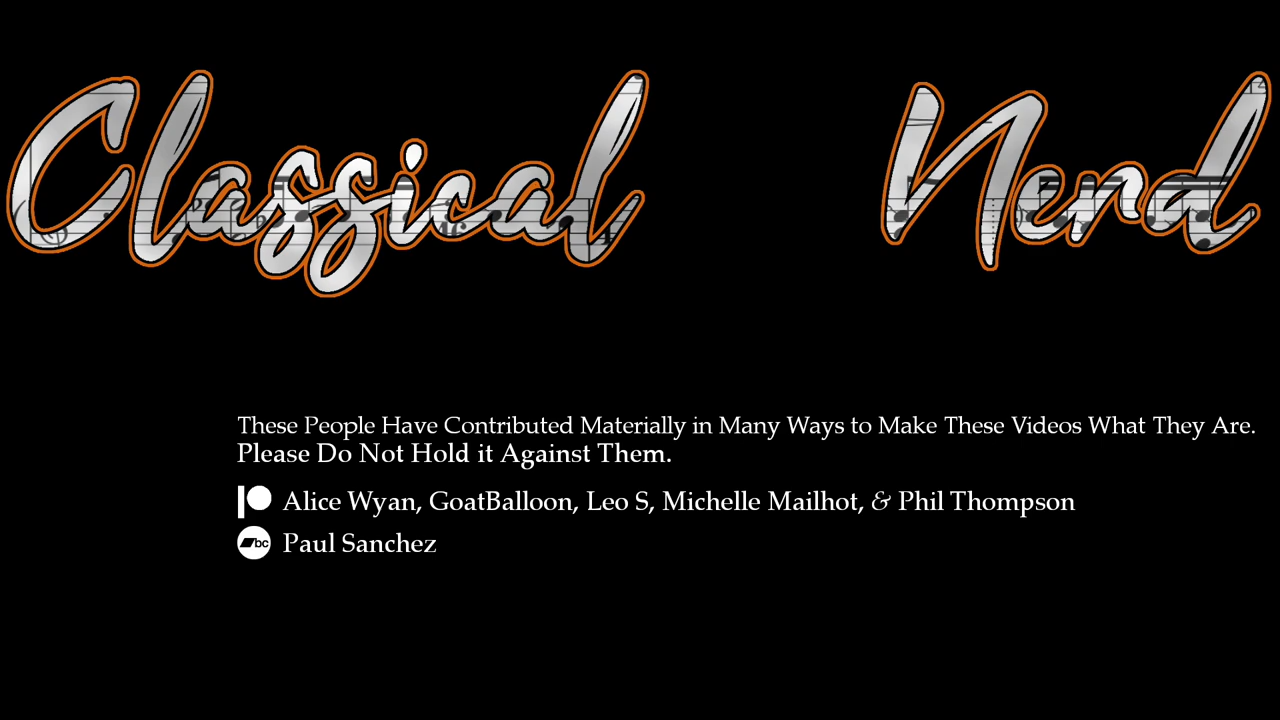 Classical Nerd
These People Have Contributed Materially in Many Ways to Make These Videos What They Are.
Please Do Not Hold it Against Them.
Alice Wyan, GoatBalloon, Leo S, Michelle Mailhot, & Phil Thompson
bc Paul Sanchez